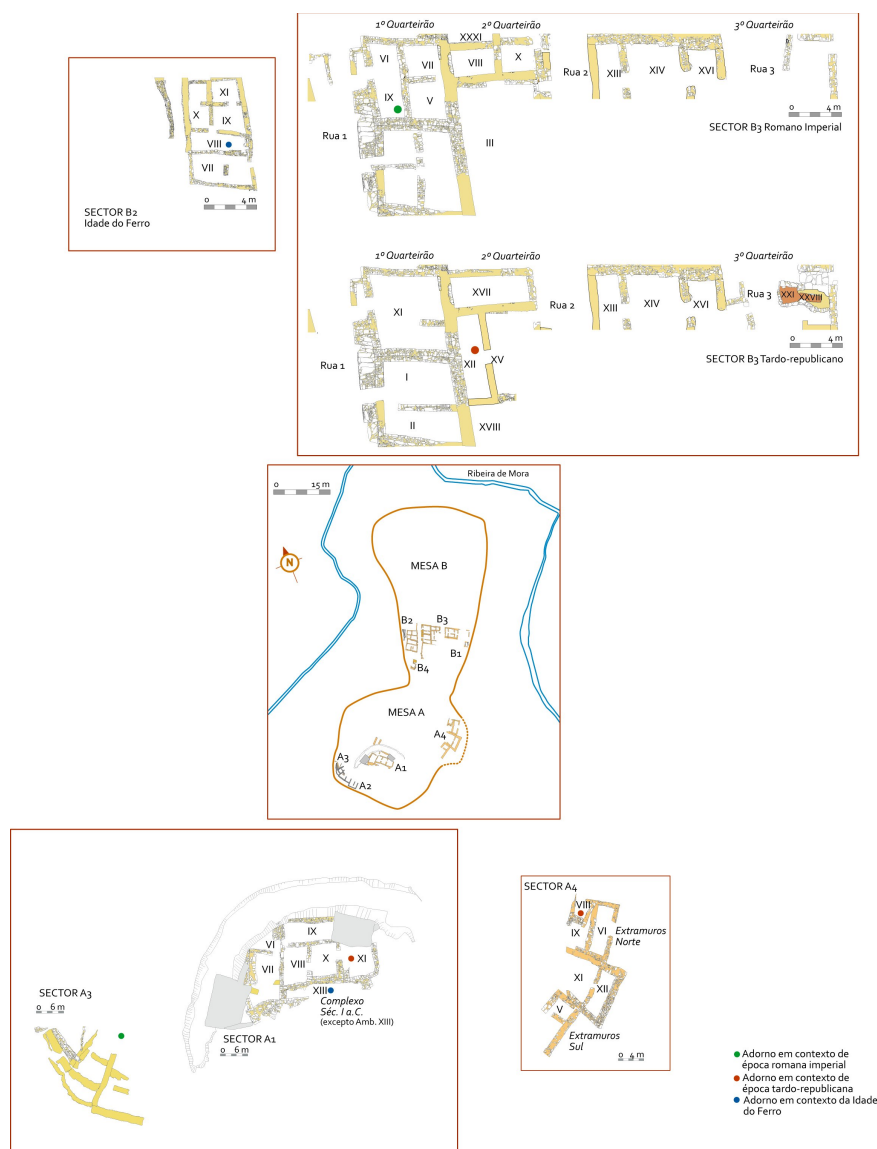 XI
X
IX
VIII
VII
SECTOR B2
Idade do Ferro
0 4 m
1º Quarteirão
2º Quarteirão
3º Quarteirão
XXXI
VI
VII
VIII
X
IX
V
Rua 1
III
Rua 2
XIII
XIV
XVI
Rua 3
0 4 m
SECTOR B3 Romano Imperial
1º Quarteirão
2º Quarteirão
3º Quarteirão
XVII
XI
Rua 2
XIII
XIV
XVI
Rua 3
XXI
XXVIII
0 4 m
SECTOR B3 Tardo-republicano
Rua 1
I
XII
XV
II
XVIII
Ribeira de Mora
0 15 m
N
MESA B
B2
B3
B1
B4
MESA A
A4
A3
A1
A2
SECTOR A3
0 6 m
IX
VI
VIII
X
XI
VII
XIII
Complexo
Séc. I a.C.
(excepto Amb. XIII)
SECTOR A1
0 6 m
SECTOR A4
VIII
IX
VI
Extramuros
Norte
XI
XII
V
Extramuros
Sul
0 4 m
Adorno em contexto de
época romana imperial
Adorno em contexto de
época tardo-republicana
Adorno em contexto da Idade
do Ferro